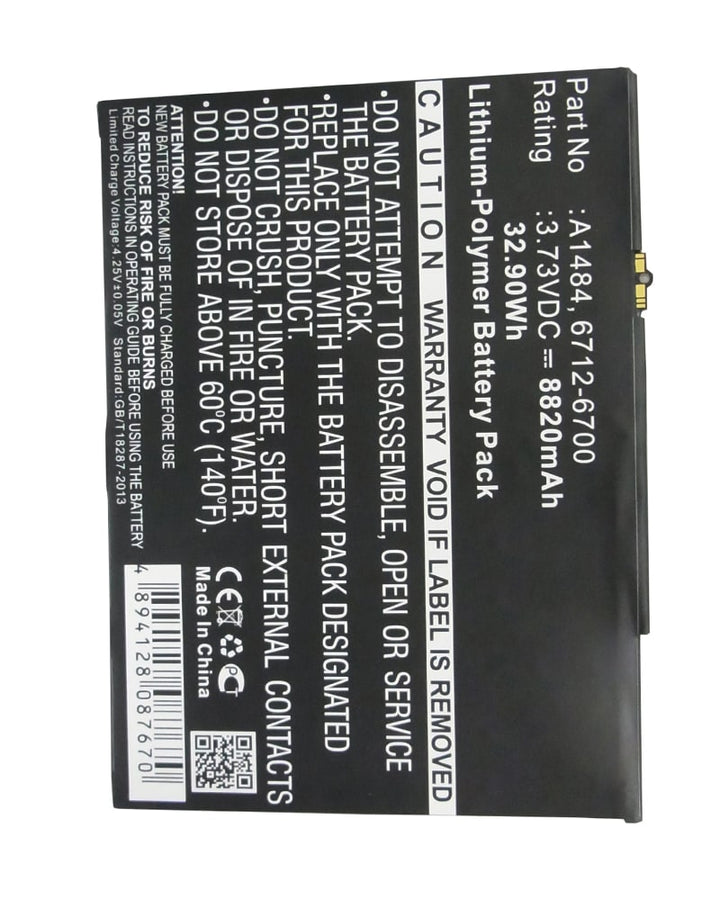 Part No : A1484, 6712-6700
Rating : 3.73VDC ⎓ 8820mAh
32.90Wh
Lithium-Polymer Battery Pack
CAUTION WARRANTY VOID IF LABEL IS REMOVED
•DO NOT ATTEMPT TO DISASSEMBLE, OPEN OR SERVICE
THE BATTERY PACK.
•REPLACE ONLY WITH THE BATTERY PACK DESIGNATED
FOR THIS PRODUCT.
•DO NOT CRUSH, PUNCTURE, SHORT EXTERNAL CONTACTS
OR DISPOSE OF IN FIRE OR WATER.
•DO NOT STORE ABOVE 60°C (140°F).
ATTENTION!
NEW BATTERY PACK MUST BE FULLY CHARGED BEFORE USE
TO REDUCE RISK OF FIRE OR BURNS
READ INSTRUCTIONS IN OPERATING GUIDE BEFORE USING THE BATTERY
Limited Charge Voltage:4.25V±0.05V Standard:GB/T18287-2013
CE PCT
Made In China
4 894128 087670